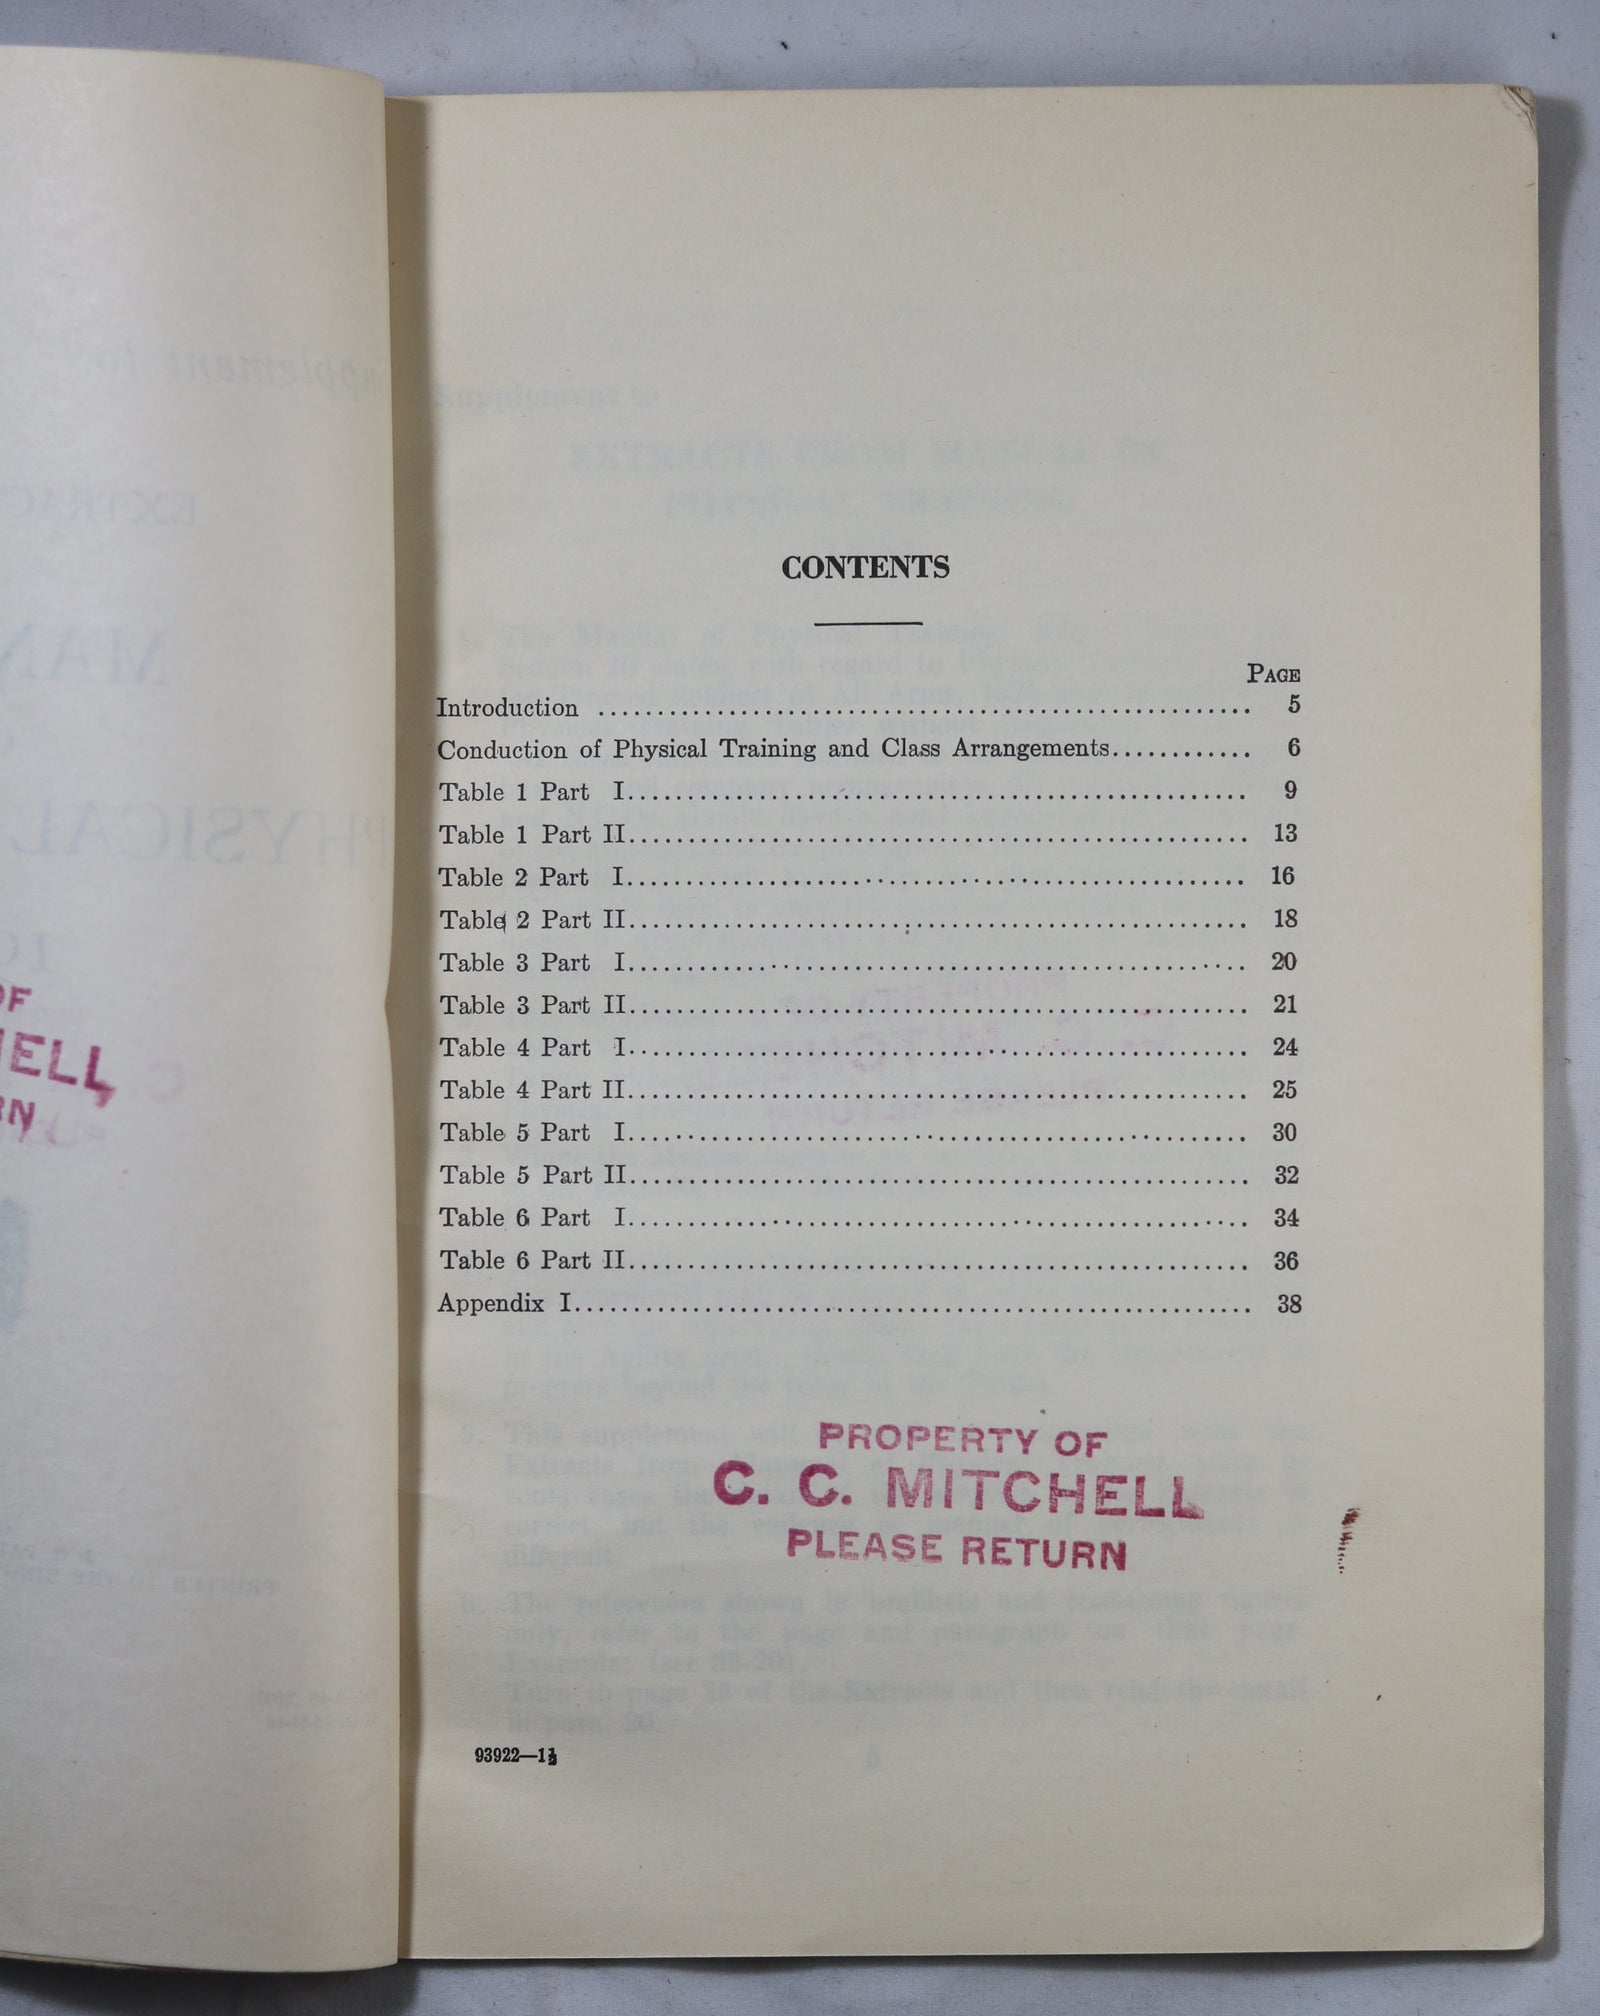 OF
HELL
RN
CONTENTS
PAGE
Introduction ........................................................ 5
Conduction of Physical Training and Class Arrangements............ 6
Table 1 Part I..................................................... 9
Table 1 Part II.................................................... 13
Table 2 Part I..................................................... 16
Table 2 Part II.................................................... 18
Table 3 Part I..................................................... 20
Table 3 Part II.................................................... 21
Table 4 Part I..................................................... 24
Table 4 Part II.................................................... 25
Table 5 Part I..................................................... 30
Table 5 Part II.................................................... 32
Table 6 Part I..................................................... 34
Table 6 Part II.................................................... 36
Appendix I......................................................... 38
PROPERTY OF
C. C. MITCHELL
PLEASE RETURN
93922—1½